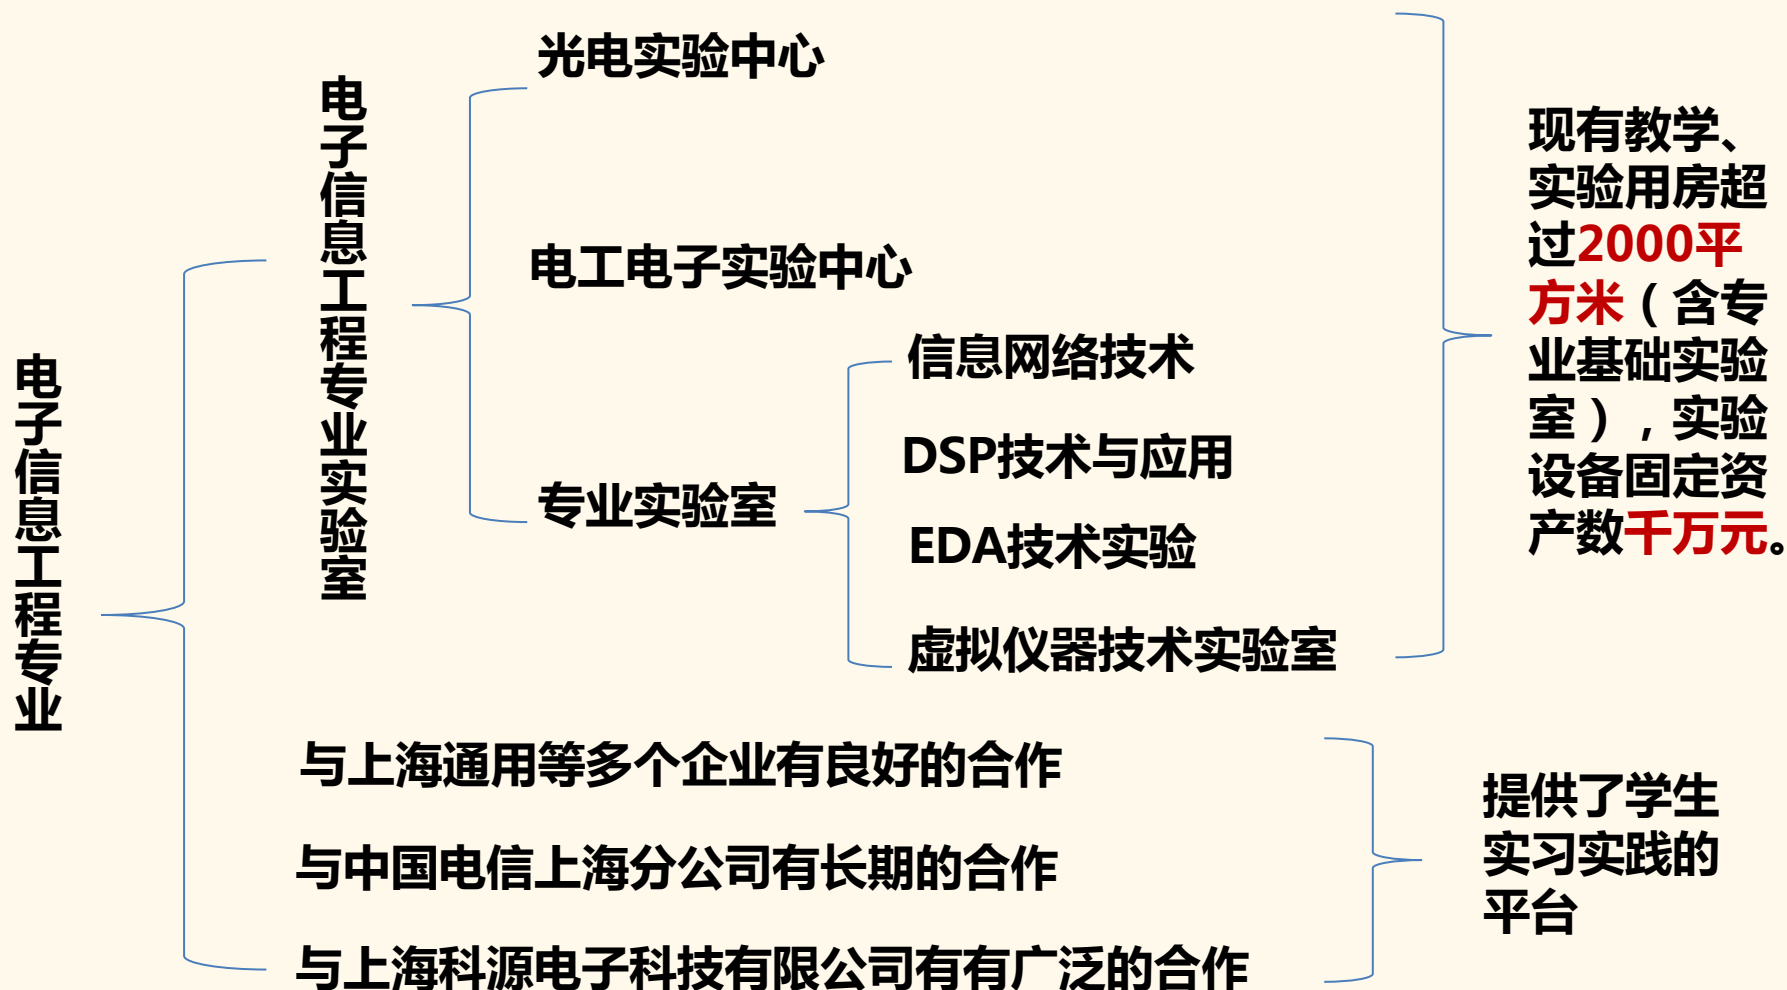 电子信息工程专业
电子信息工程专业实验室
光电实验中心
电工电子实验中心
专业实验室
信息网络技术
DSP技术与应用
EDA技术实验
虚拟仪器技术实验室
现有教学、
实验用房超
过2000平
方米（含专
业基础实验
室），实验
设备固定资
产数千万元。
与上海通用等多个企业有良好的合作
与中国电信上海分公司有长期的合作
与上海科源电子科技有限公司有有广泛的合作
提供了学生
实习实践的
平台